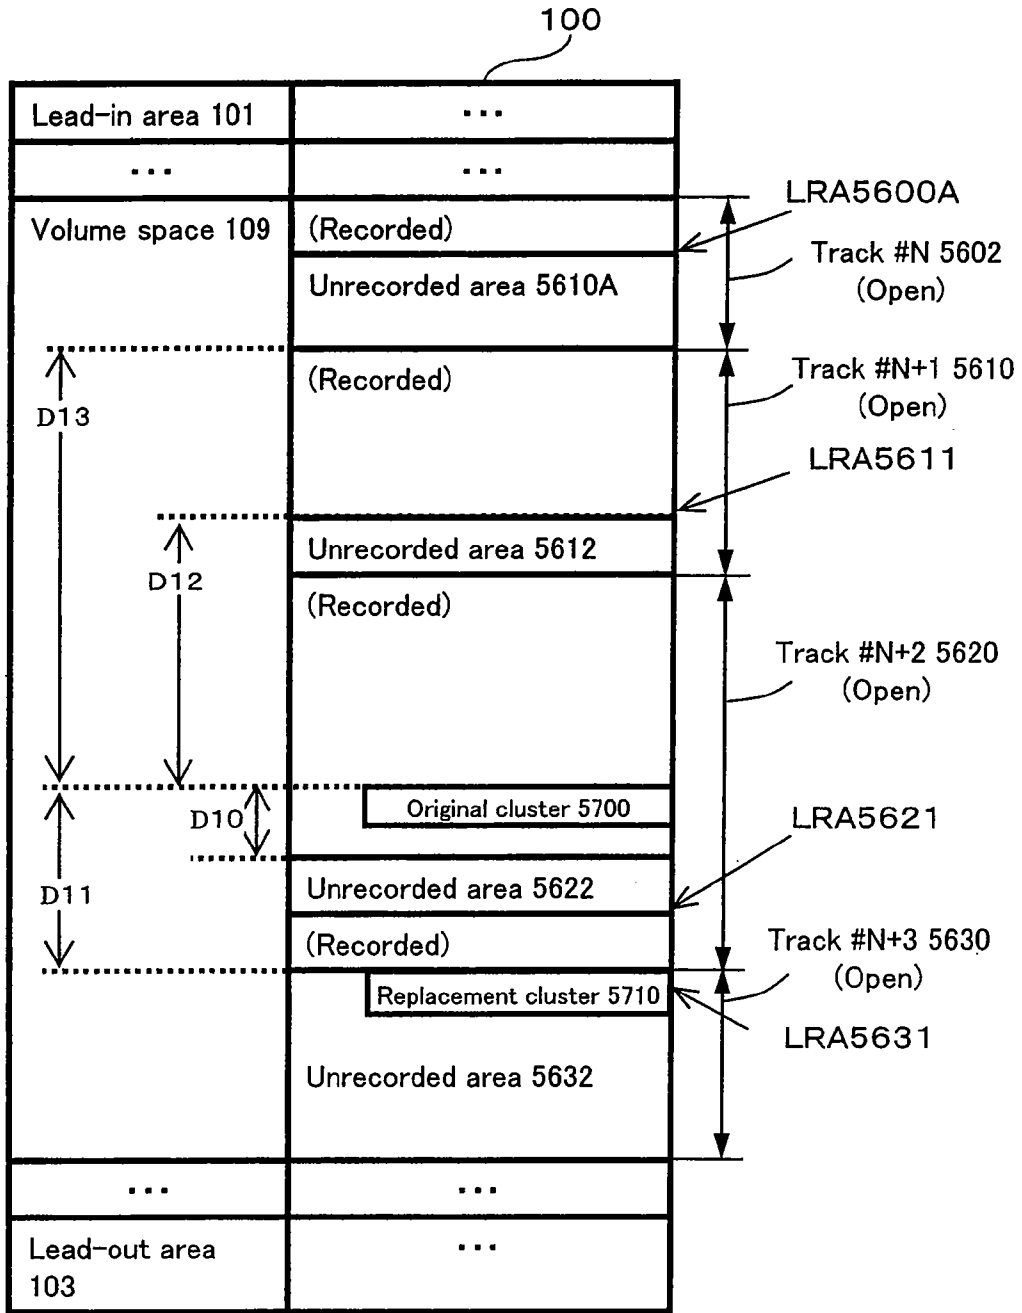 100
Lead-in area 101
...
...
...
LRA5600A
Volume space 109
(Recorded)
Track #N 5602
(Open)
Unrecorded area 5610A
(Recorded)
Track #N+1 5610
(Open)
D13
LRA5611
Unrecorded area 5612
D12
(Recorded)
Track #N+2 5620
(Open)
Original cluster 5700
D10
LRA5621
Unrecorded area 5622
D11
(Recorded)
Track #N+3 5630
(Open)
Replacement cluster 5710
LRA5631
Unrecorded area 5632
...
...
Lead-out area
103
...